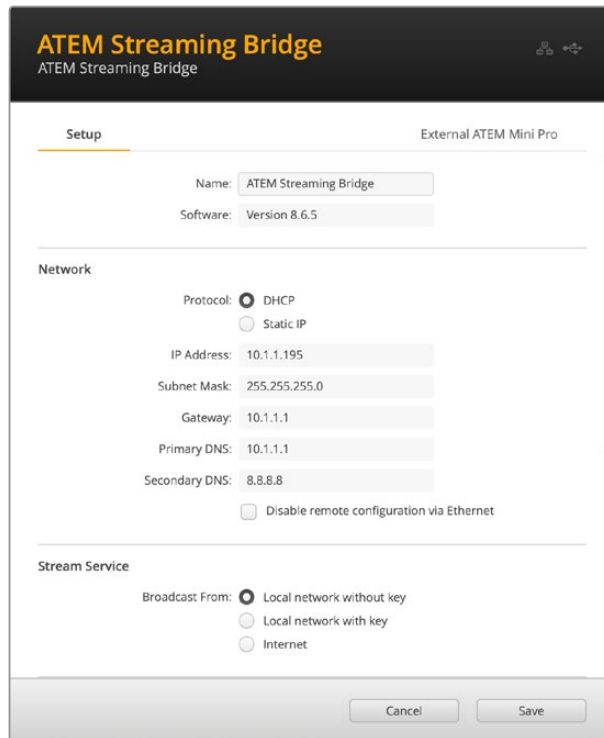 ATEM Streaming Bridge
ATEM Streaming Bridge
Setup External ATEM Mini Pro
Name: ATEM Streaming Bridge
Software: Version 8.6.5
Network
Protocol: DHCP
Static IP
IP Address: 10.1.1.195
Subnet Mask: 255.255.255.0
Gateway: 10.1.1.1
Primary DNS: 10.1.1.1
Secondary DNS: 8.8.8.8
Disable remote configuration via Ethernet
Stream Service
Broadcast From: Local network without key
Local network with key
Internet
Cancel Save